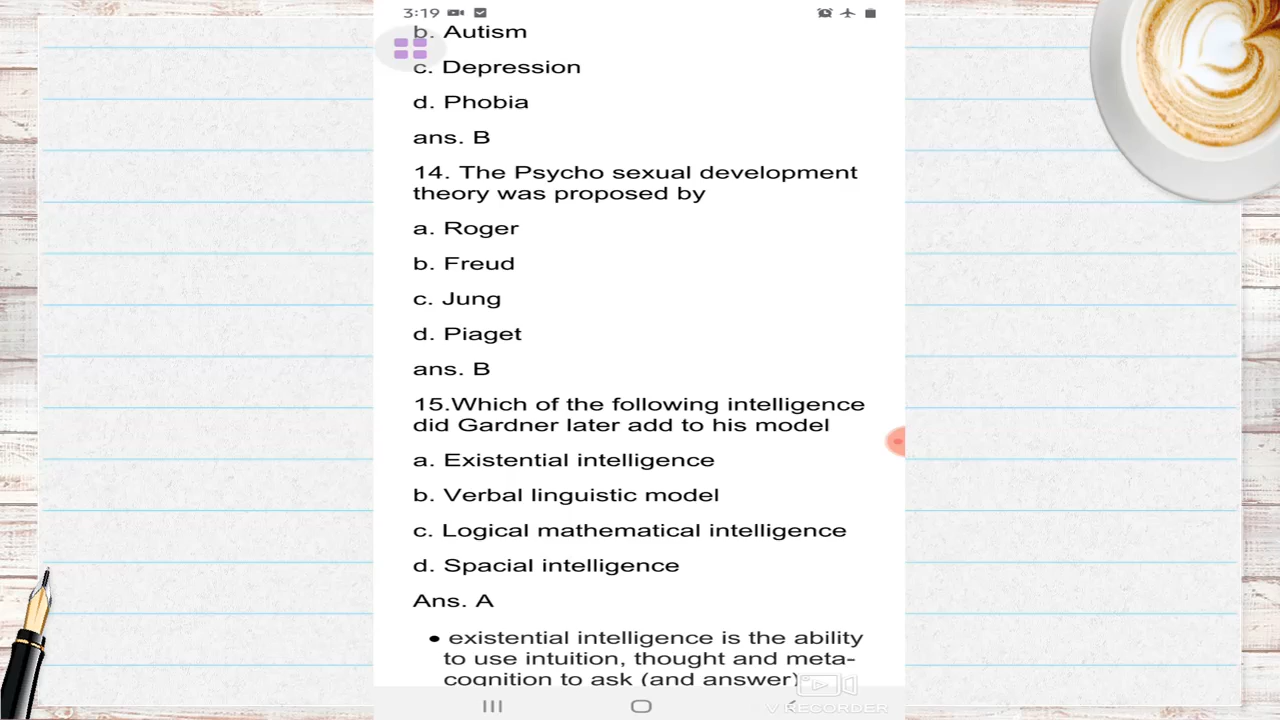 3:19
b. Autism
c. Depression
d. Phobia
ans. B
14. The Psycho sexual development
theory was proposed by
a. Roger
b. Freud
c. Jung
d. Piaget
ans. B
15.Which of the following intelligence
did Gardner later add to his model
a. Existential intelligence
b. Verbal linguistic model
c. Logical mathematical intelligence
d. Spacial intelligence
Ans. A
• existential intelligence is the ability
to use intuition, thought and meta-
cognition to ask (and answer)
V RECORDER